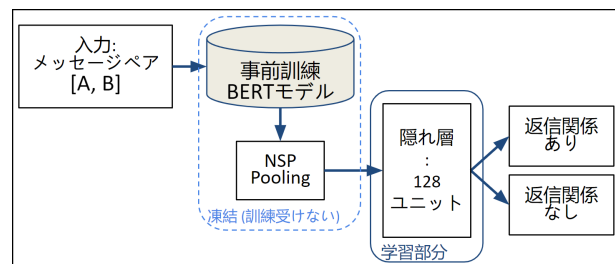 入力:
メッセージペア
[A, B]
事前訓練
BERTモデル
NSP
Pooling
凍結 (訓練受けない)
隠れ層
:
128
ユニット
学習部分
返信関係
あり
返信関係
なし